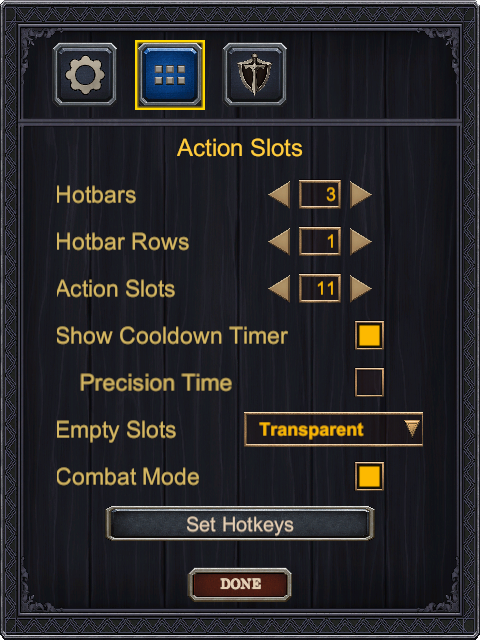 Action Slots
Hotbars 3
Hotbar Rows 1
Action Slots 11
Show Cooldown Timer
Precision Time
Empty Slots Transparent
Combat Mode
Set Hotkeys
DONE